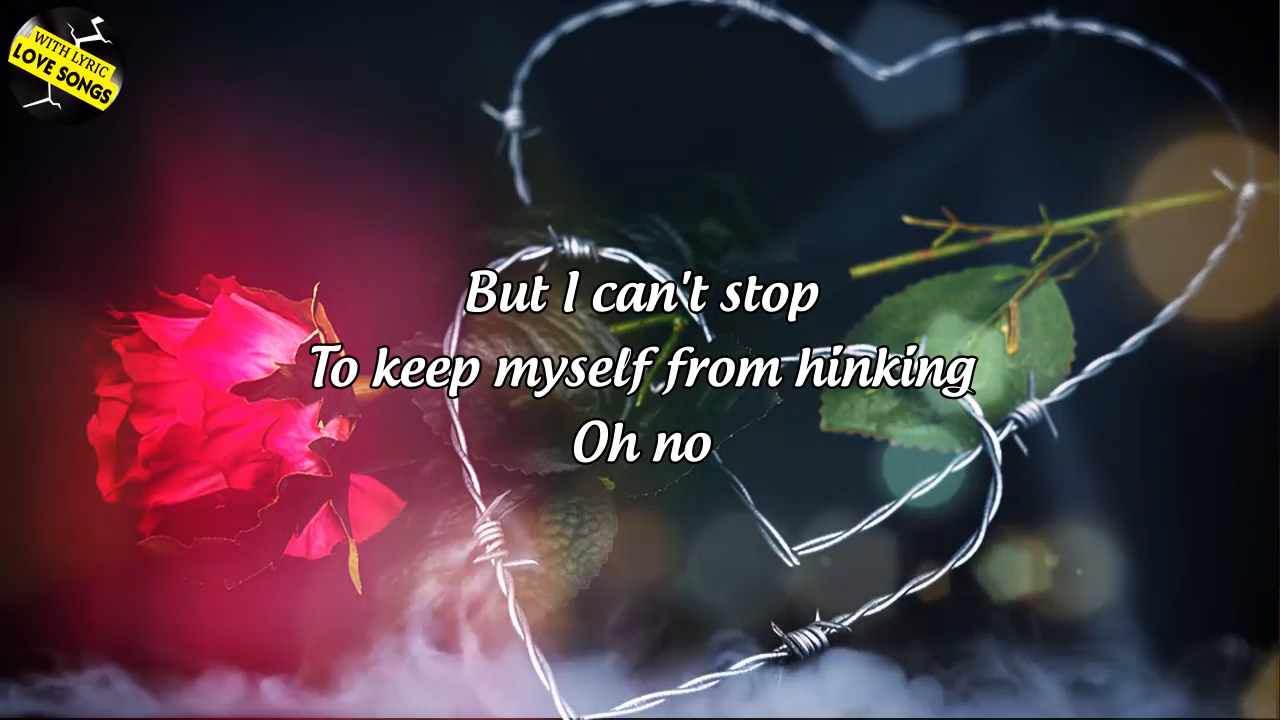 WITH LYRIC
LOVE SONGS
But I can't stop
To keep myself from hinking
Oh no